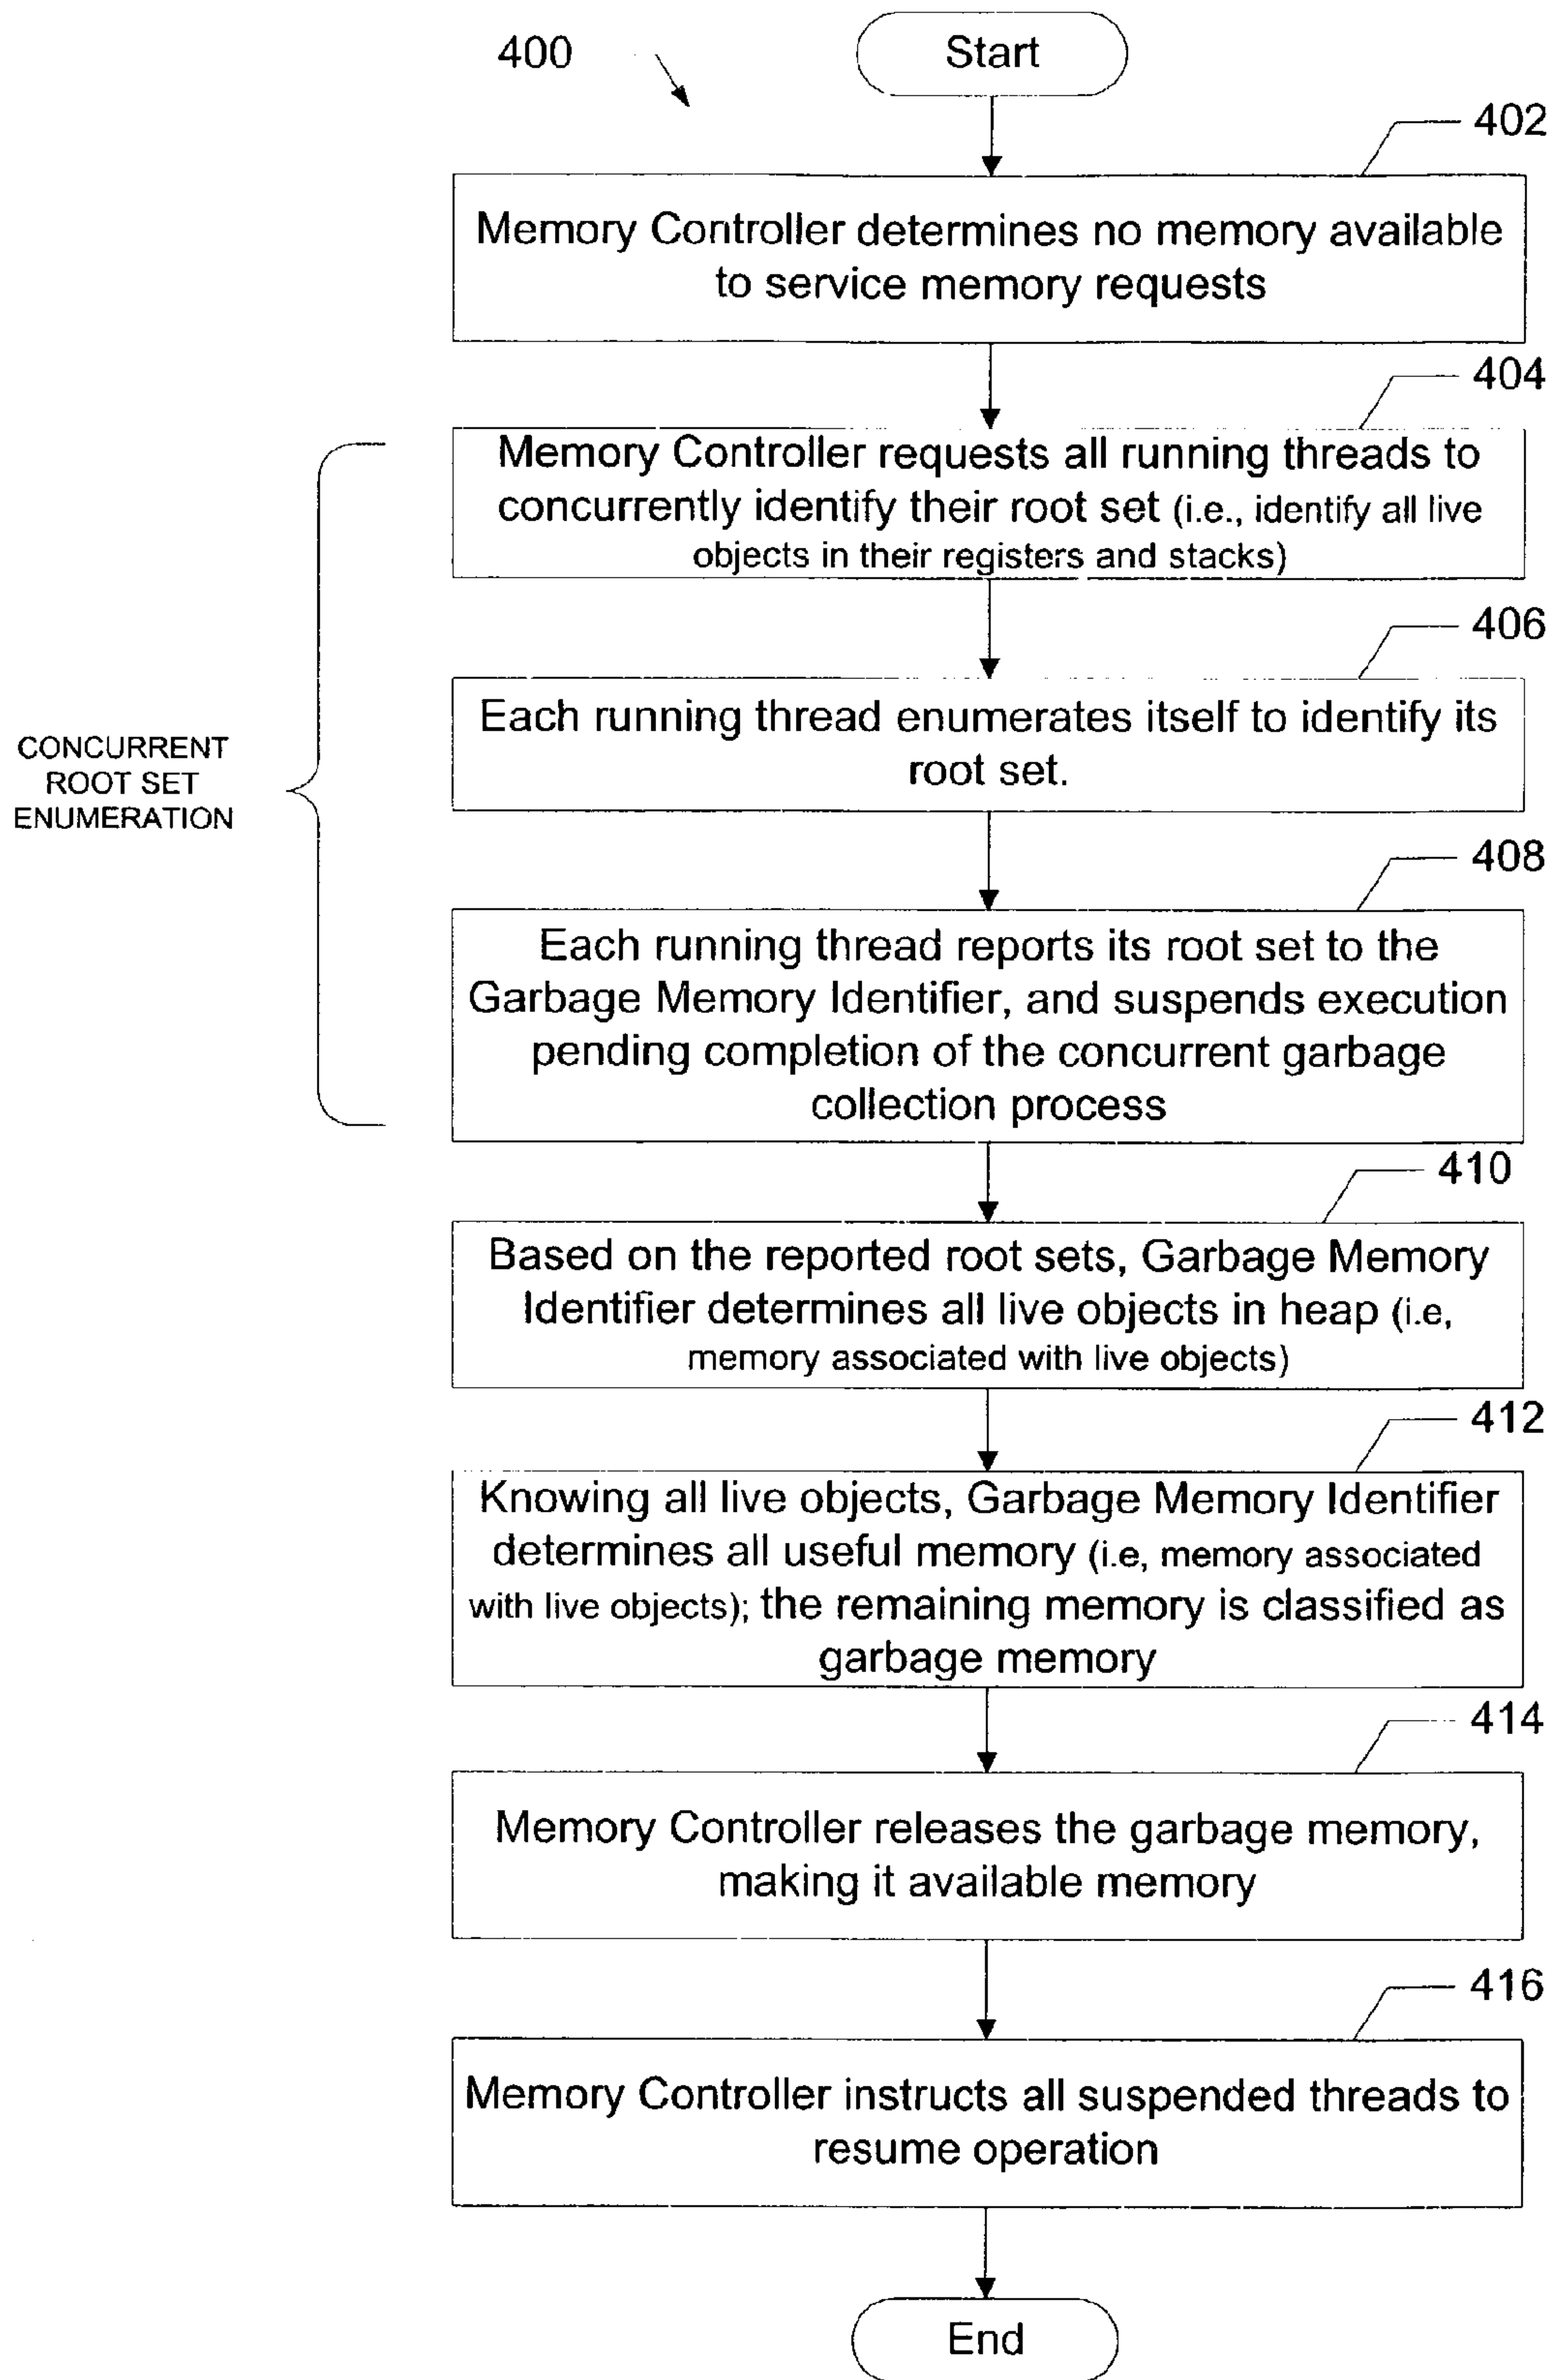 400
Start
402
Memory Controller determines no memory available
to service memory requests
404
Memory Controller requests all running threads to
concurrently identify their root set (i.e., identify all live
objects in their registers and stacks)
406
Each running thread enumerates itself to identify its
root set.
CONCURRENT
ROOT SET
ENUMERATION
408
Each running thread reports its root set to the
Garbage Memory Identifier, and suspends execution
pending completion of the concurrent garbage
collection process
410
Based on the reported root sets, Garbage Memory
Identifier determines all live objects in heap (i.e,
memory associated with live objects)
412
Knowing all live objects, Garbage Memory Identifier
determines all useful memory (i.e, memory associated
with live objects); the remaining memory is classified as
garbage memory
414
Memory Controller releases the garbage memory,
making it available memory
416
Memory Controller instructs all suspended threads to
resume operation
End